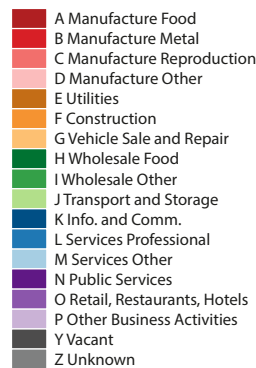 A Manufacture Food
B Manufacture Metal
C Manufacture Reproduction
D Manufacture Other
E Utilities
F Construction
G Vehicle Sale and Repair
H Wholesale Food
I Wholesale Other
J Transport and Storage
K Info. and Comm.
L Services Professional
M Services Other
N Public Services
O Retail, Restaurants, Hotels
P Other Business Activities
Y Vacant
Z Unknown